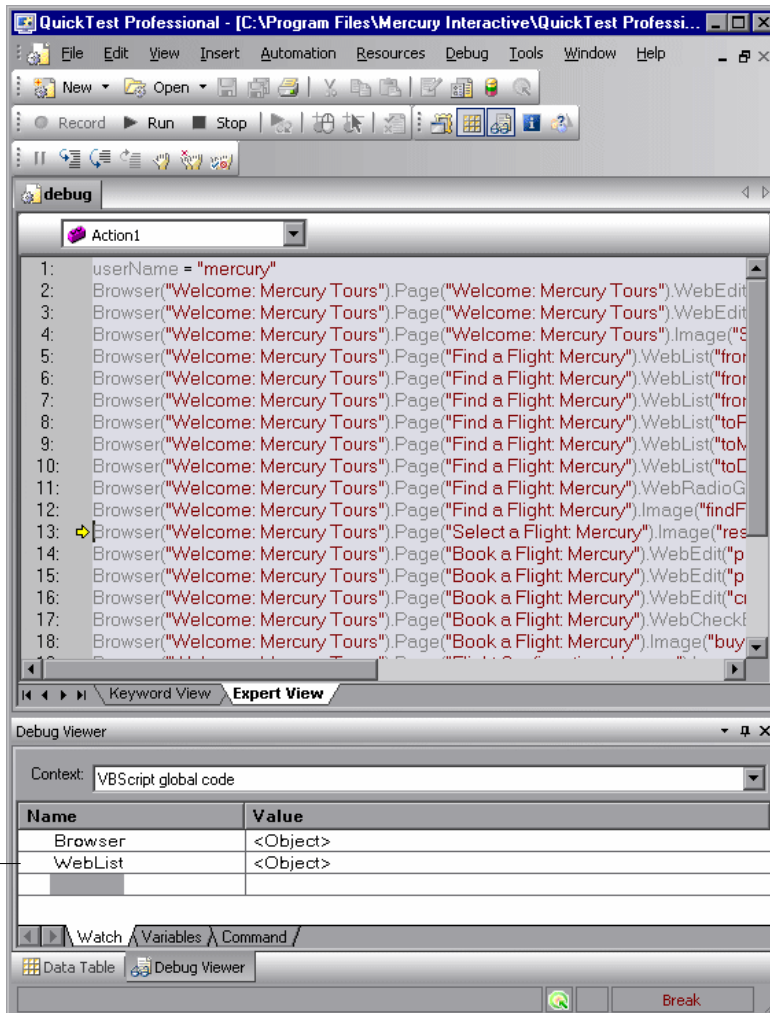 QuickTest Professional - [C:\Program Files\Mercury Interactive\QuickTest Professi...
File Edit View Insert Automation Resources Debug Tools Window Help
New Open
Record Run Stop
debug
Action1
1: userName = "mercury"
2: Browser("Welcome: Mercury Tours").Page("Welcome: Mercury Tours").WebEdit
3: Browser("Welcome: Mercury Tours").Page("Welcome: Mercury Tours").WebEdit
4: Browser("Welcome: Mercury Tours").Page("Welcome: Mercury Tours").Image("S
5: Browser("Welcome: Mercury Tours").Page("Find a Flight: Mercury").WebList("fror
6: Browser("Welcome: Mercury Tours").Page("Find a Flight: Mercury").WebList("fror
7: Browser("Welcome: Mercury Tours").Page("Find a Flight: Mercury").WebList("fror
8: Browser("Welcome: Mercury Tours").Page("Find a Flight: Mercury").WebList("toP
9: Browser("Welcome: Mercury Tours").Page("Find a Flight: Mercury").WebList("toM
10: Browser("Welcome: Mercury Tours").Page("Find a Flight: Mercury").WebList("toD
11: Browser("Welcome: Mercury Tours").Page("Find a Flight: Mercury").WebRadioG
12: Browser("Welcome: Mercury Tours").Page("Find a Flight: Mercury").Image("findF
13: Browser("Welcome: Mercury Tours").Page("Select a Flight: Mercury").Image("res
14: Browser("Welcome: Mercury Tours").Page("Book a Flight: Mercury").WebEdit("p
15: Browser("Welcome: Mercury Tours").Page("Book a Flight: Mercury").WebEdit("p
16: Browser("Welcome: Mercury Tours").Page("Book a Flight: Mercury").WebEdit("cr
17: Browser("Welcome: Mercury Tours").Page("Book a Flight: Mercury").WebCheckB
18: Browser("Welcome: Mercury Tours").Page("Book a Flight: Mercury").Image("buy
Keyword View Expert View
Debug Viewer
Context: VBScript global code
Name Value
Browser <Object>
WebList <Object>
Watch Variables Command
Data Table Debug Viewer
Break